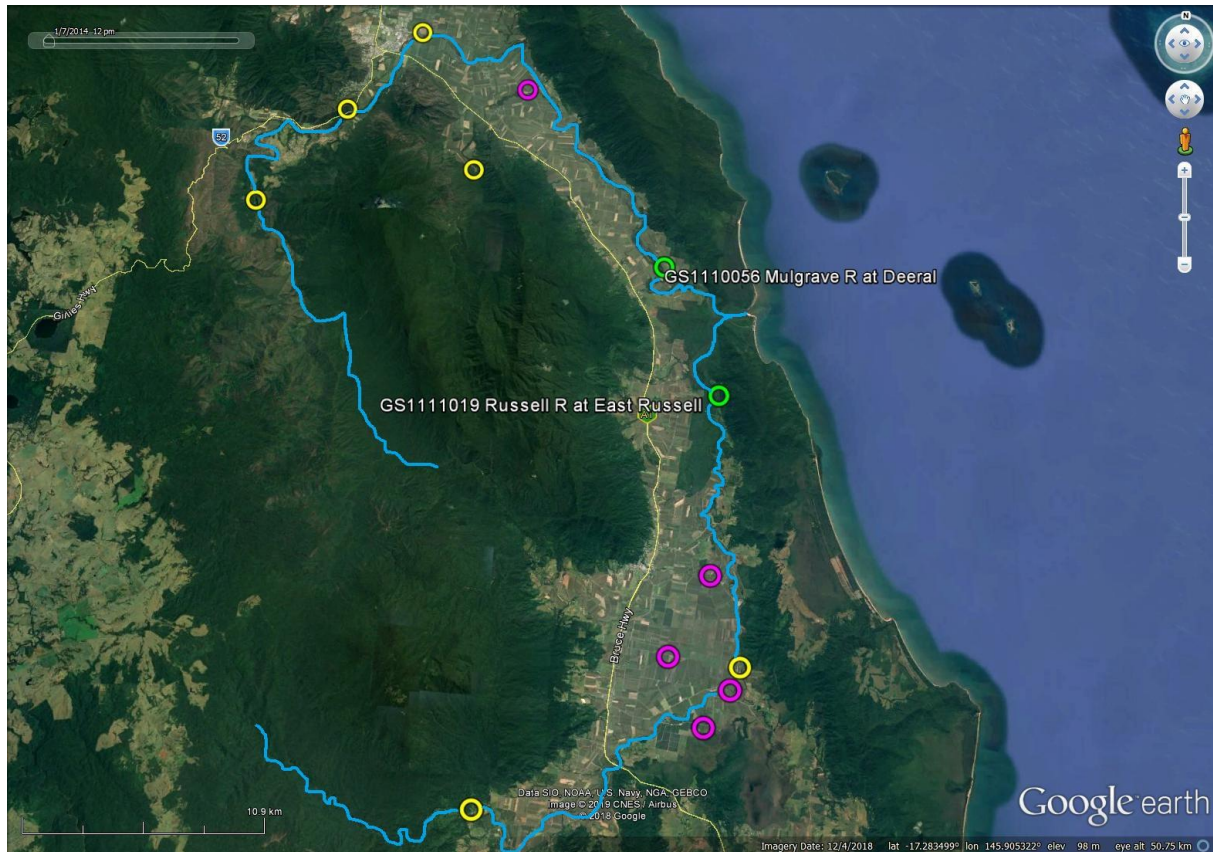 1/7/2014 12 pm
N
52
GS1110056 Mulgrave R at Deeral
Gillies Hwy
GS1111019 Russell R at East Russell
A1
Bruce Hwy
Data SIO, NOAA, U.S. Navy, NGA, GEBCO
Image © 2019 CNES / Airbus
© 2018 Google
10.9 km
Google earth
Imagery Date: 12/4/2018 lat -17.283499° lon 145.905322° elev 98 m eye alt 50.75 km